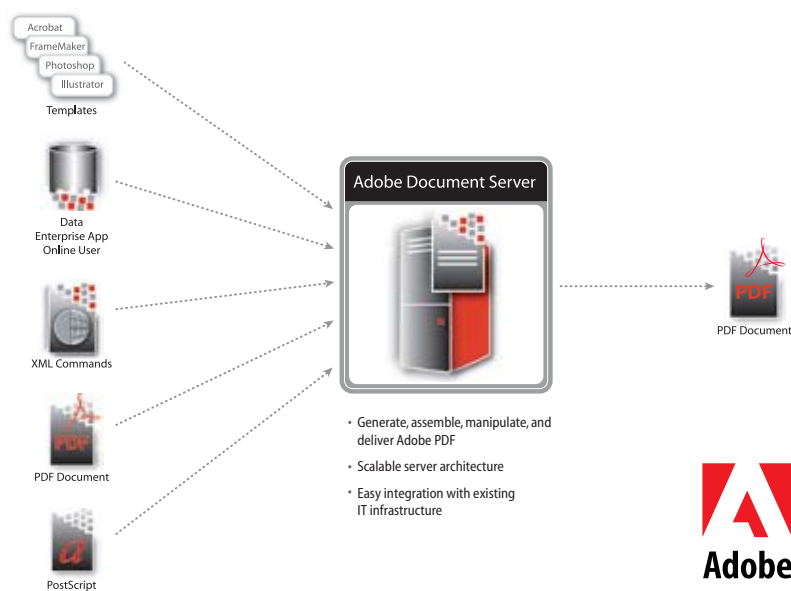 Acrobat
FrameMaker
Photoshop
Illustrator
Templates
Data
Enterprise App
Online User
XML Commands
PDF
PDF Document
PostScript
Adobe Document Server
• Generate, assemble, manipulate, and
deliver Adobe PDF
• Scalable server architecture
• Easy integration with existing
IT infrastructure
PDF
PDF Document
Adobe